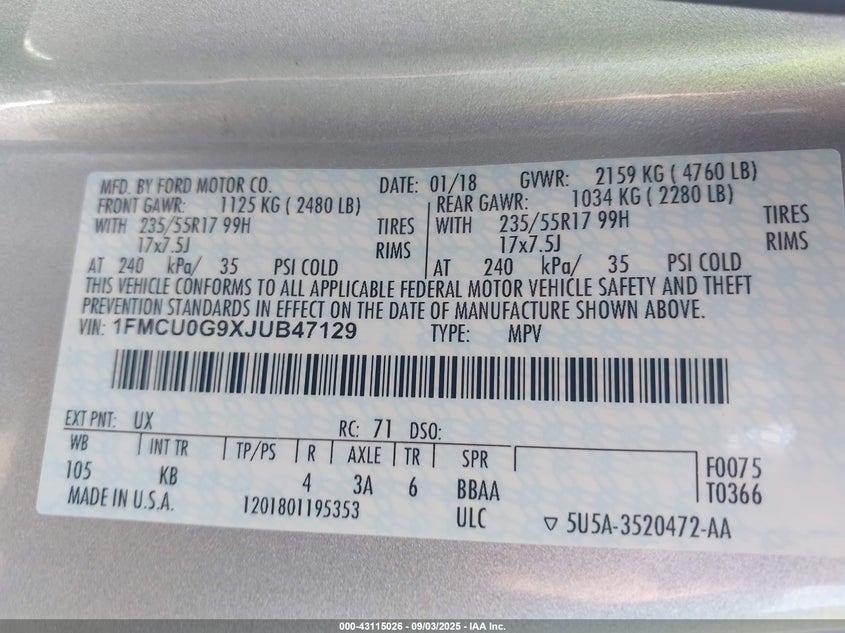 MFD. BY FORD MOTOR CO. DATE: 01/18 GVWR: 2159 KG ( 4760 LB)
FRONT GAWR: 1125 KG ( 2480 LB) REAR GAWR: 1034 KG ( 2280 LB)
WITH 235/55R17 99H TIRES WITH 235/55R17 99H TIRES
17x7.5J RIMS 17x7.5J RIMS
AT 240 kPa/ 35 PSI COLD AT 240 kPa/ 35 PSI COLD
THIS VEHICLE CONFORMS TO ALL APPLICABLE FEDERAL MOTOR VEHICLE SAFETY AND THEFT
PREVENTION STANDARDS IN EFFECT ON THE DATE OF MANUFACTURE SHOWN ABOVE.
VIN: 1FMCU0G9XJUB47129 TYPE: MPV
EXT PNT: UX RC: 71 DSO:
WB INT TR TP/PS R AXLE TR SPR F0075
105 KB 4 3A 6 BBAA T0366
MADE IN U.S.A. 1201801195353 ULC ▽ 5U5A-3520472-AA
000-43115026 - 09/03/2025 - IAA Inc.